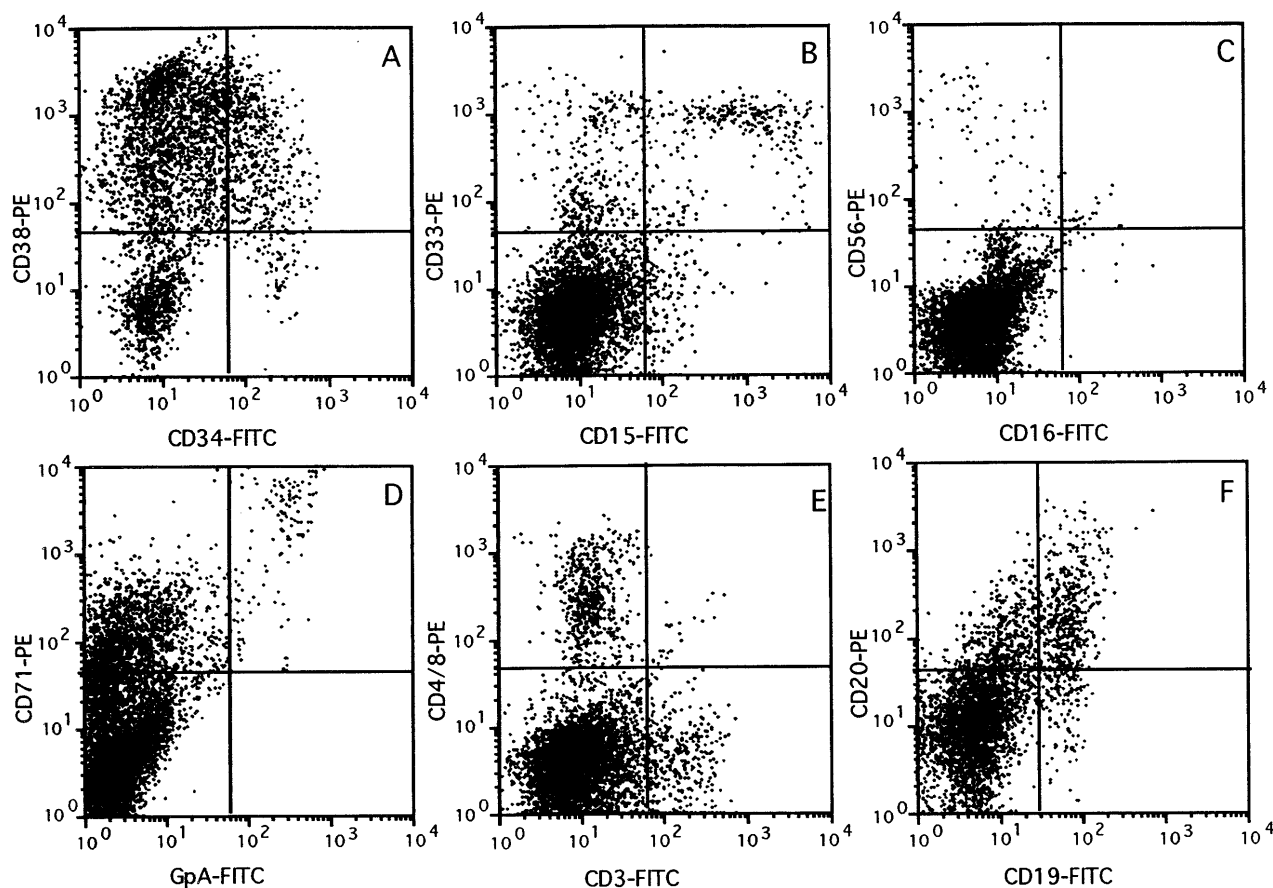 A
CD38-PE
10^4
10^3
10^2
10^1
10^0
10^0 10^1 10^2 10^3 10^4
CD34-FITC
B
CD33-PE
10^4
10^3
10^2
10^1
10^0
10^0 10^1 10^2 10^3 10^4
CD15-FITC
C
CD56-PE
10^4
10^3
10^2
10^1
10^0
10^0 10^1 10^2 10^3 10^4
CD16-FITC
D
CD71-PE
10^4
10^3
10^2
10^1
10^0
10^0 10^1 10^2 10^3 10^4
GpA-FITC
E
CD4/8-PE
10^4
10^3
10^2
10^1
10^0
10^0 10^1 10^2 10^3 10^4
CD3-FITC
F
CD20-PE
10^4
10^3
10^2
10^1
10^0
10^0 10^1 10^2 10^3 10^4
CD19-FITC